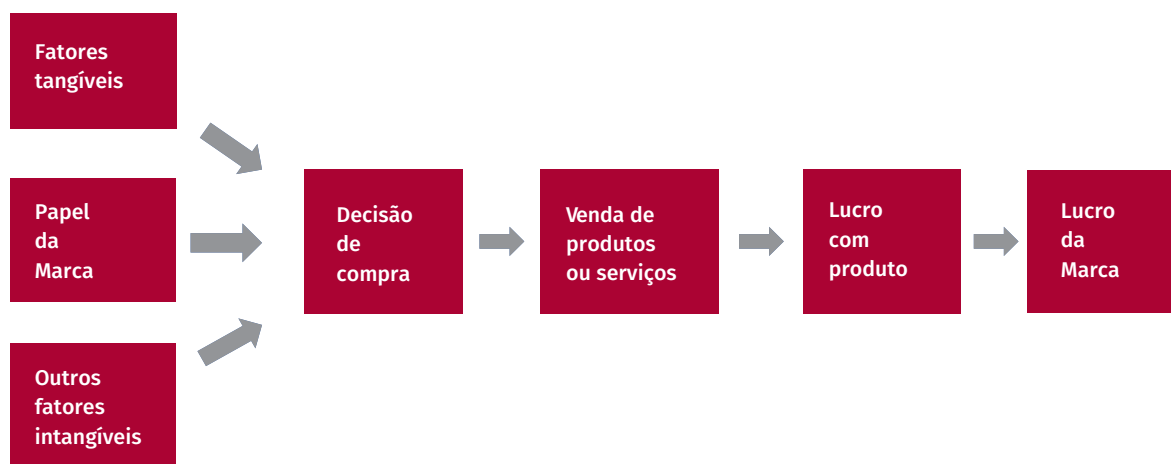 Fatores
tangíveis
Papel
da
Marca
Outros
fatores
intangíveis
Decisão
de
compra
Venda de
produtos
ou serviços
Lucro
com
produto
Lucro
da
Marca